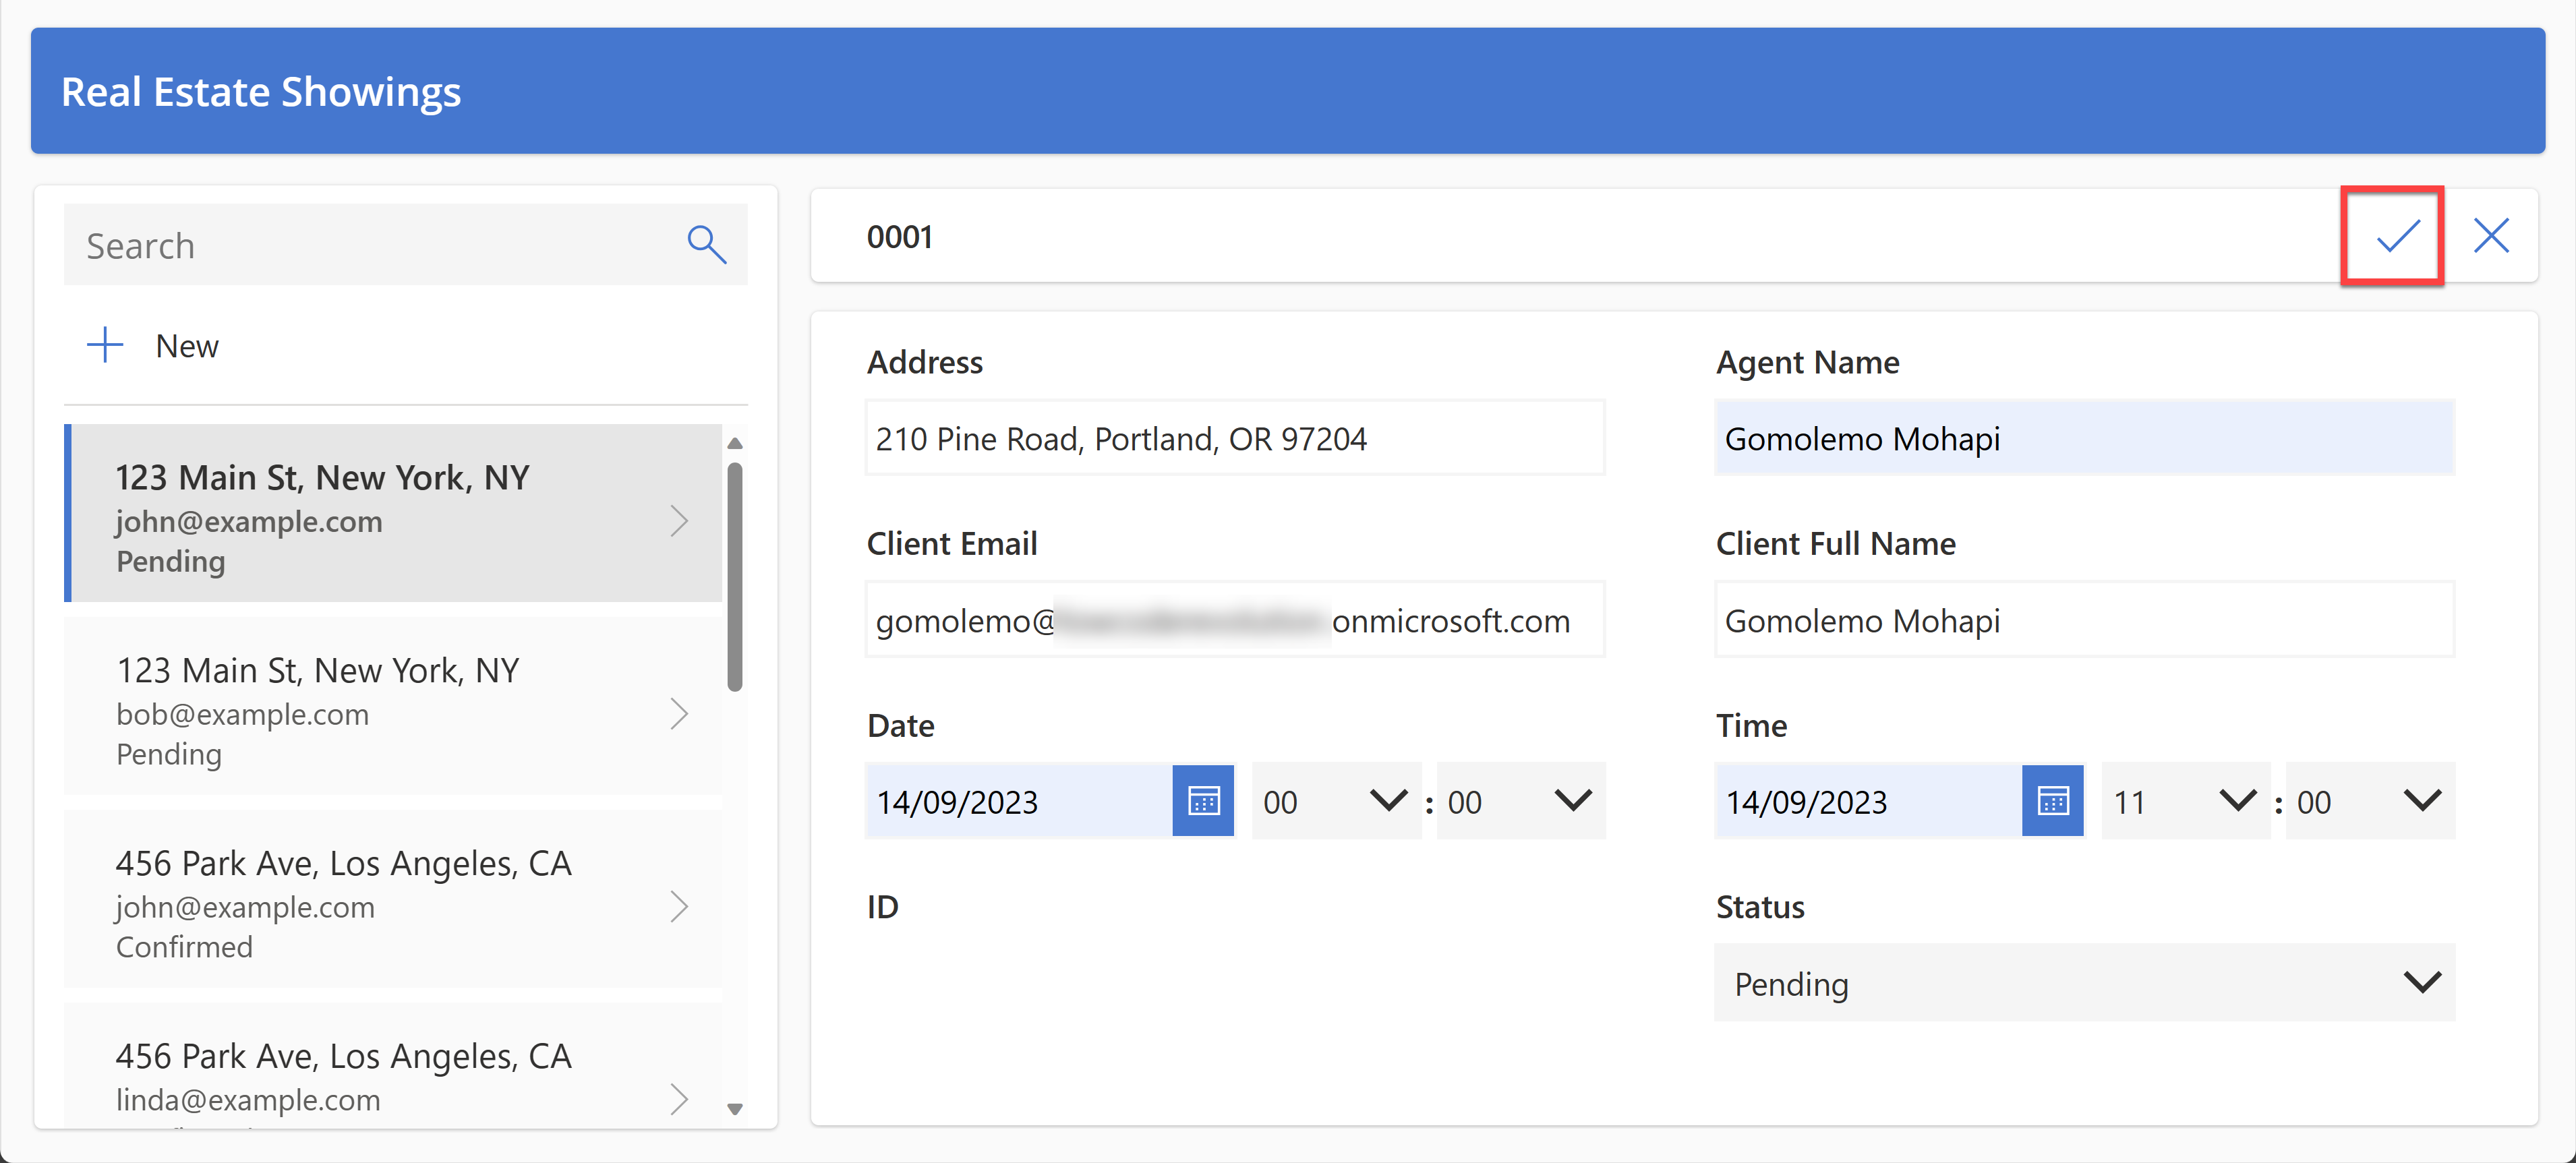 Real Estate Showings
Search
New
123 Main St, New York, NY
john@example.com
Pending
123 Main St, New York, NY
bob@example.com
Pending
456 Park Ave, Los Angeles, CA
john@example.com
Confirmed
456 Park Ave, Los Angeles, CA
linda@example.com
0001
Address
210 Pine Road, Portland, OR 97204
Agent Name
Gomolemo Mohapi
Client Email
gomolemo@ onmicrosoft.com
Client Full Name
Gomolemo Mohapi
Date
14/09/2023 00 : 00
Time
14/09/2023 11 : 00
ID
Status
Pending